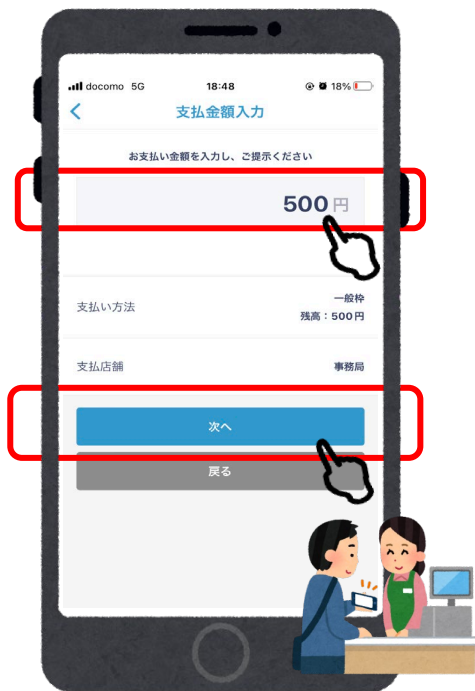 docomo 5G 18:48 18%
支払金額入力
お支払い金額を入力し、ご提示ください
500円
支払い方法 一般枠
残高：500円
支払店舗 事務局
次へ
戻る